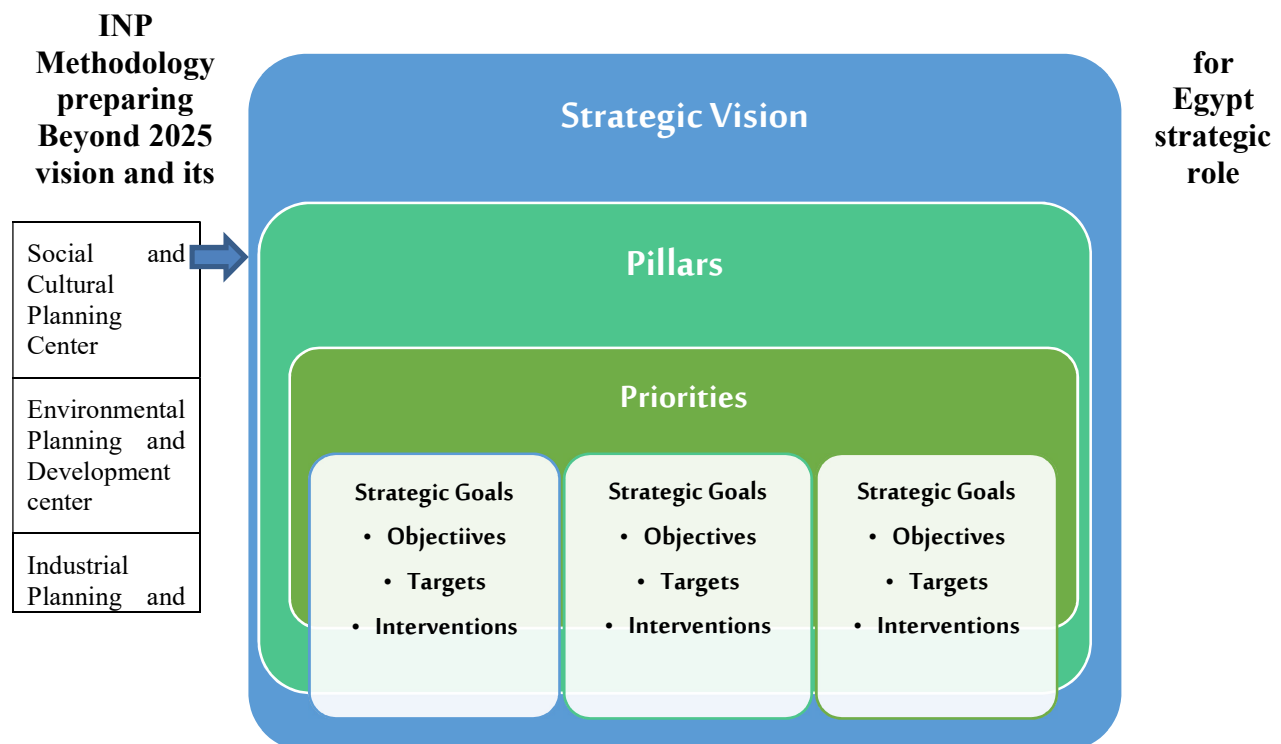 INP
Methodology
preparing
Beyond 2025
vision and its
for
Egypt
strategic
role
Social and
Cultural
Planning
Center
Environmental
Planning and
Development
center
Industrial
Planning and
Strategic Vision
Pillars
Priorities
Strategic Goals
• Objectiives
• Targets
• Interventions
Strategic Goals
• Objectives
• Targets
• Interventions
Strategic Goals
• Objectives
• Targets
• Interventions